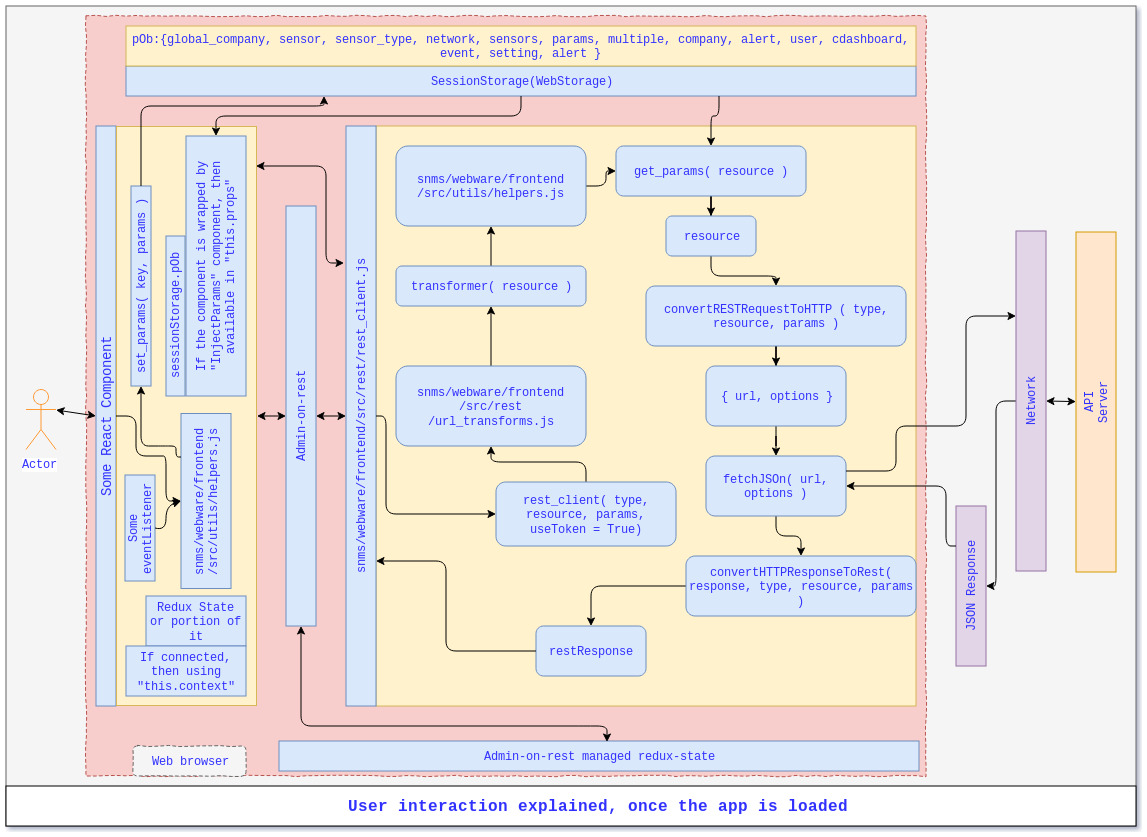 pOb:{global_company, sensor, sensor_type, network, sensors, params, multiple, company, alert, user, cdashboard,
event, setting, alert }
SessionStorage(WebStorage)
Some React Component
set_params( key, params )
sessionStorage.pOb
If the component is wrapped by
"InjectParams" component, then
available in "this.props"
Some
eventListener
snms/webware/frontend
/src/utils/helpers.js
Redux State
or portion of
it
If connected,
then using
"this.context"
Admin-on-rest
snms/webware/frontend/src/rest/rest_client.js
snms/webware/frontend
/src/utils/helpers.js
transformer( resource )
snms/webware/frontend
/src/rest
/url_transforms.js
rest_client( type,
resource, params,
useToken = True)
get_params( resource )
resource
convertRESTRequestToHTTP ( type,
resource, params )
{ url, options }
fetchJSOn( url,
options )
convertHTTPResponseToRest(
response, type, resource, params
)
restResponse
JSON Response
Network
API
Server
Actor
Web browser
Admin-on-rest managed redux-state
User interaction explained, once the app is loaded